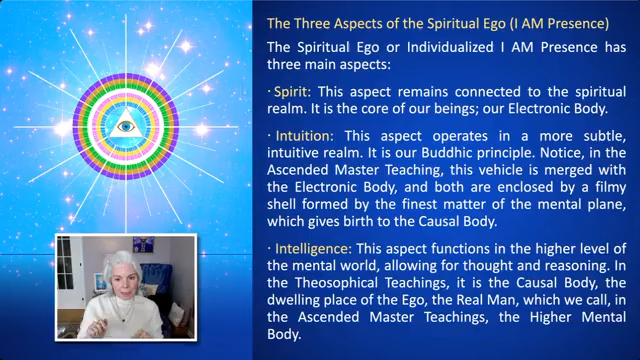 The Three Aspects of the Spiritual Ego (I AM Presence)
The Spiritual Ego or Individualized I AM Presence has
three main aspects:
· Spirit: This aspect remains connected to the spiritual
realm. It is the core of our beings; our Electronic Body.
· Intuition: This aspect operates in a more subtle,
intuitive realm. It is our Buddhic principle. Notice, in the
Ascended Master Teaching, this vehicle is merged with
the Electronic Body, and both are enclosed by a filmy
shell formed by the finest matter of the mental plane,
which gives birth to the Causal Body.
· Intelligence: This aspect functions in the higher level of
the mental world, allowing for thought and reasoning. In
the Theosophical Teachings, it is the Causal Body, the
dwelling place of the Ego, the Real Man, which we call, in
the Ascended Master Teachings, the Higher Mental
Body.